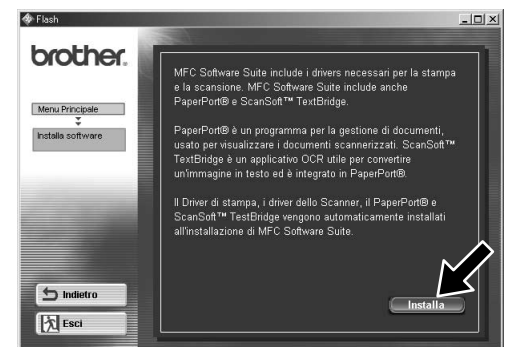 Flash
brother.
Menu Principale
Installa software
MFC Software Suite include i drivers necessari per la stampa
e la scansione. MFC Software Suite include anche
PaperPort® e ScanSoft™ TextBridge.
PaperPort® è un programma per la gestione di documenti,
usato per visualizzare i documenti scannerizzati. ScanSoft™
TextBridge è un applicativo OCR utile per convertire
un'immagine in testo ed è integrato in PaperPort®.
Il Driver di stampa, i driver dello Scanner, il PaperPort® e
ScanSoft™ TestBridge vengono automaticamente installati
all'installazione di MFC Software Suite.
Installa
Indietro
Esci